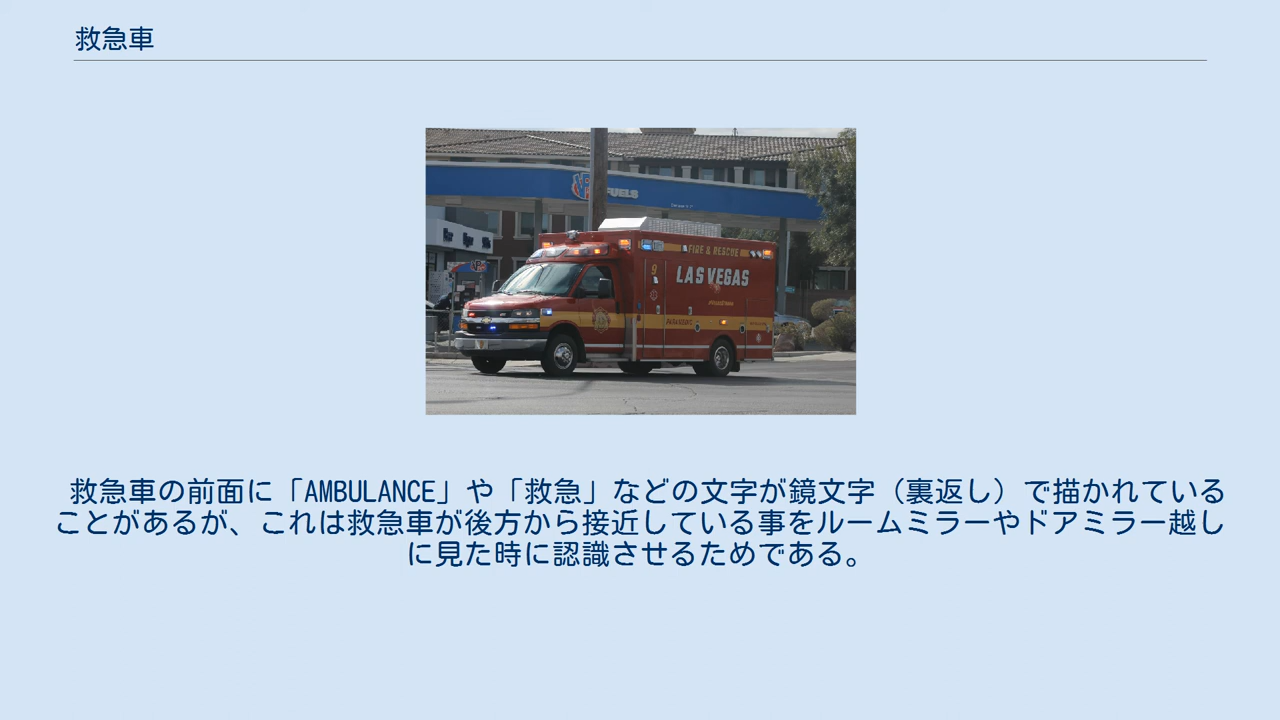 救急車
FUELS
FIRE & RESCUE
9
LAS VEGAS
PARAMEDIC
救急車の前面に「AMBULANCE」や「救急」などの文字が鏡文字（裏返し）で描かれている
ことがあるが、これは救急車が後方から接近している事をルームミラーやドアミラー越し
に見た時に認識させるためである。